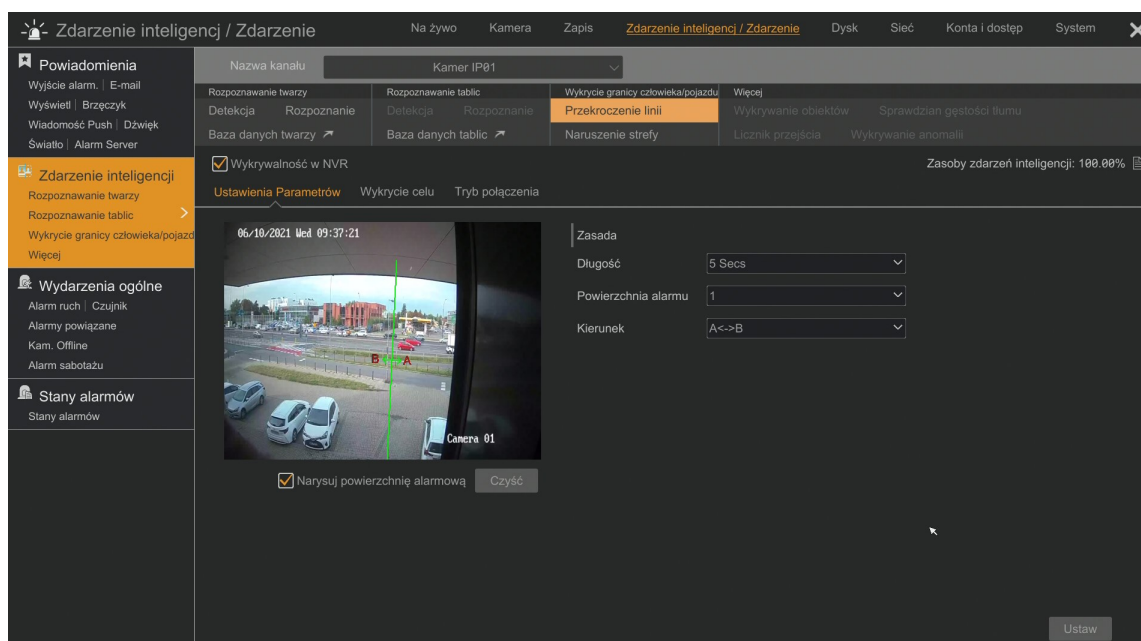 Zdarzenie inteligencj / Zdarzenie
Na żywo Kamera Zapis Zdarzenie inteligencj / Zdarzenie Dysk Sieć Konta i dostęp System
Powiadomienia
Wyjście alarm. | E-mail
Wyświetl | Brzęczyk
Wiadomość Push | Dźwięk
Światło | Alarm Server
Zdarzenie inteligencji
Rozpoznawanie twarzy
Rozpoznawanie tablic
Wykrycie granicy człowieka/pojazd
Więcej
Wydarzenia ogólne
Alarm ruch | Czujnik
Alarmy powiązane
Kam. Offline
Alarm sabotażu
Stany alarmów
Stany alarmów
Nazwa kanału Kamer IP01
Rozpoznawanie twarzy
Detekcja Rozpoznanie
Baza danych twarzy
Rozpoznawanie tablic
Detekcja Rozpoznanie
Baza danych tablic
Wykrycie granicy człowieka/pojazdu
Przekroczenie linii
Naruszenie strefy
Więcej
Wykrywanie obiektów Sprawdzian gęstości tłumu
Licznik przejścia Wykrywanie anomalii
Wykrywalność w NVR
Zasoby zdarzeń inteligencji: 100.00%
Ustawienia Parametrów Wykrycie celu Tryb połączenia
06/10/2021 Wed 09:37:21
B A
Camera 01
Narysuj powierzchnię alarmową Czyść
Zasada
Długość 5 Secs
Powierzchnia alarmu 1
Kierunek A<->B
Ustaw